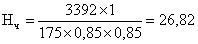 Нч = 3392 × 1 / 175×0,85×0,85 = 26,82